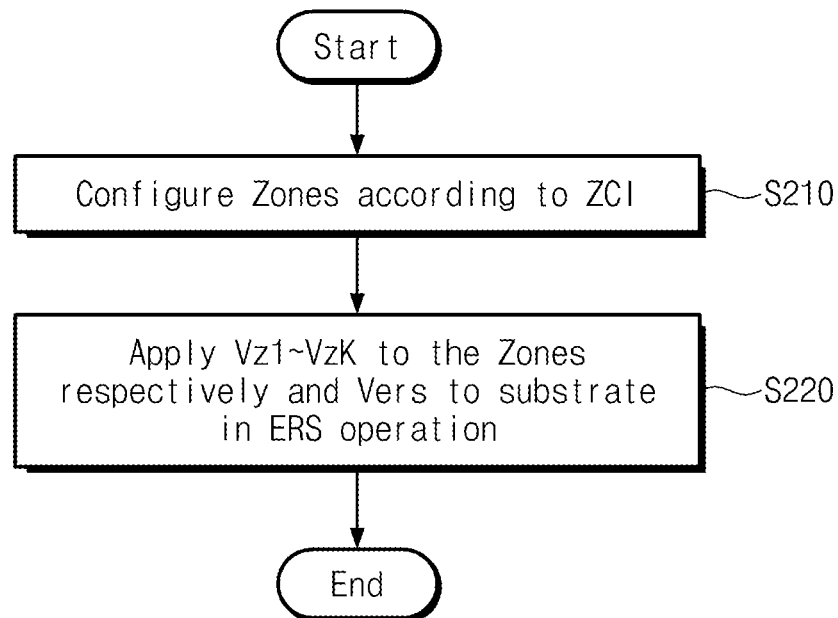 Start
Configure Zones according to ZCI
S210
Apply Vz1~VzK to the Zones
respectively and Vers to substrate
in ERS operation
S220
End